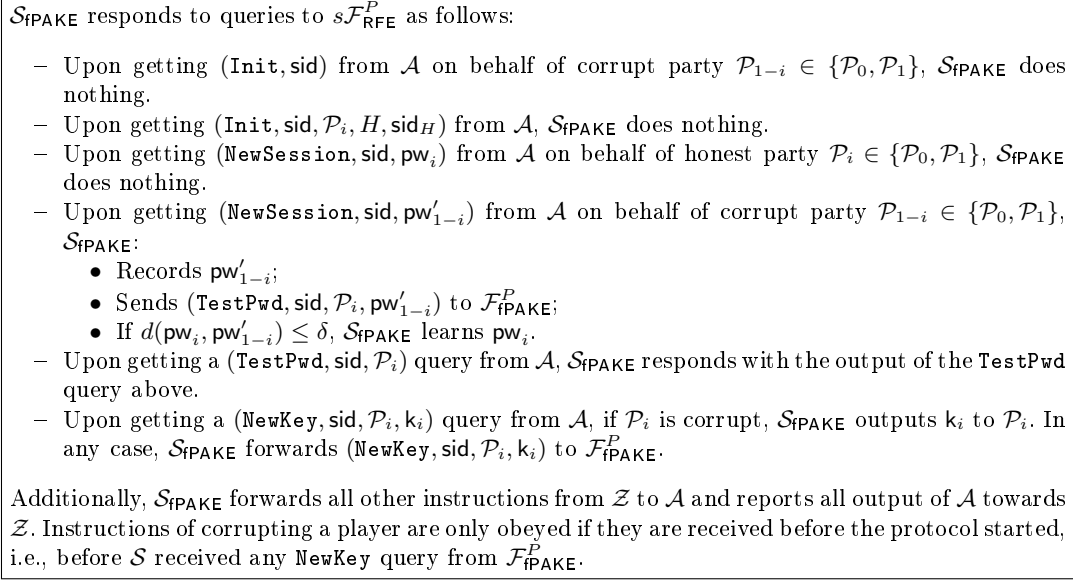 𝒮_fPAKE responds to queries to sℱ^P_RFE as follows:
– Upon getting (Init, sid) from 𝒜 on behalf of corrupt party 𝒫_{1−i} ∈ {𝒫_0, 𝒫_1}, 𝒮_fPAKE does
nothing.
– Upon getting (Init, sid, 𝒫_i, H, sid_H) from 𝒜, 𝒮_fPAKE does nothing.
– Upon getting (NewSession, sid, pw_i) from 𝒜 on behalf of honest party 𝒫_i ∈ {𝒫_0, 𝒫_1}, 𝒮_fPAKE
does nothing.
– Upon getting (NewSession, sid, pw′_{1−i}) from 𝒜 on behalf of corrupt party 𝒫_{1−i} ∈ {𝒫_0, 𝒫_1},
𝒮_fPAKE:
• Records pw′_{1−i};
• Sends (TestPwd, sid, 𝒫_i, pw′_{1−i}) to ℱ^P_fPAKE;
• If d(pw_i, pw′_{1−i}) ≤ δ, 𝒮_fPAKE learns pw_i.
– Upon getting a (TestPwd, sid, 𝒫_i) query from 𝒜, 𝒮_fPAKE responds with the output of the TestPwd
query above.
– Upon getting a (NewKey, sid, 𝒫_i, k_i) query from 𝒜, if 𝒫_i is corrupt, 𝒮_fPAKE outputs k_i to 𝒫_i. In
any case, 𝒮_fPAKE forwards (NewKey, sid, 𝒫_i, k_i) to ℱ^P_fPAKE.
Additionally, 𝒮_fPAKE forwards all other instructions from 𝒵 to 𝒜 and reports all output of 𝒜 towards
𝒵. Instructions of corrupting a player are only obeyed if they are received before the protocol started,
i.e., before 𝒮 received any NewKey query from ℱ^P_fPAKE.